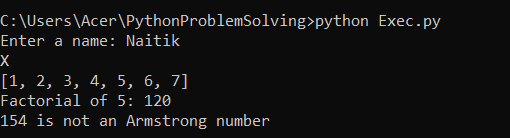 C:\Users\Acer\PythonProblemSolving>python Exec.py
Enter a name: Naitik
X
[1, 2, 3, 4, 5, 6, 7]
Factorial of 5: 120
154 is not an Armstrong number